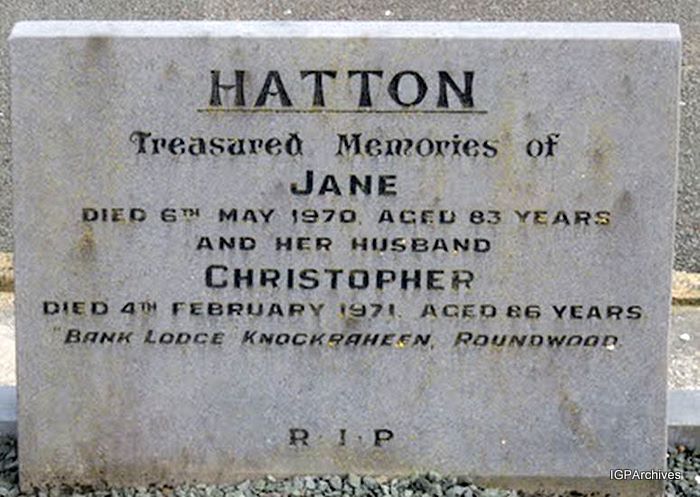 HATTON
Treasured Memories of
JANE
DIED 6TH MAY 1970. AGED 83 YEARS
AND HER HUSBAND
CHRISTOPHER
DIED 4TH FEBRUARY 1971. AGED 86 YEARS.
"BANK LODGE KNOCKRAHEEN, ROUNDWOOD.
R.I.P
IGPArchives